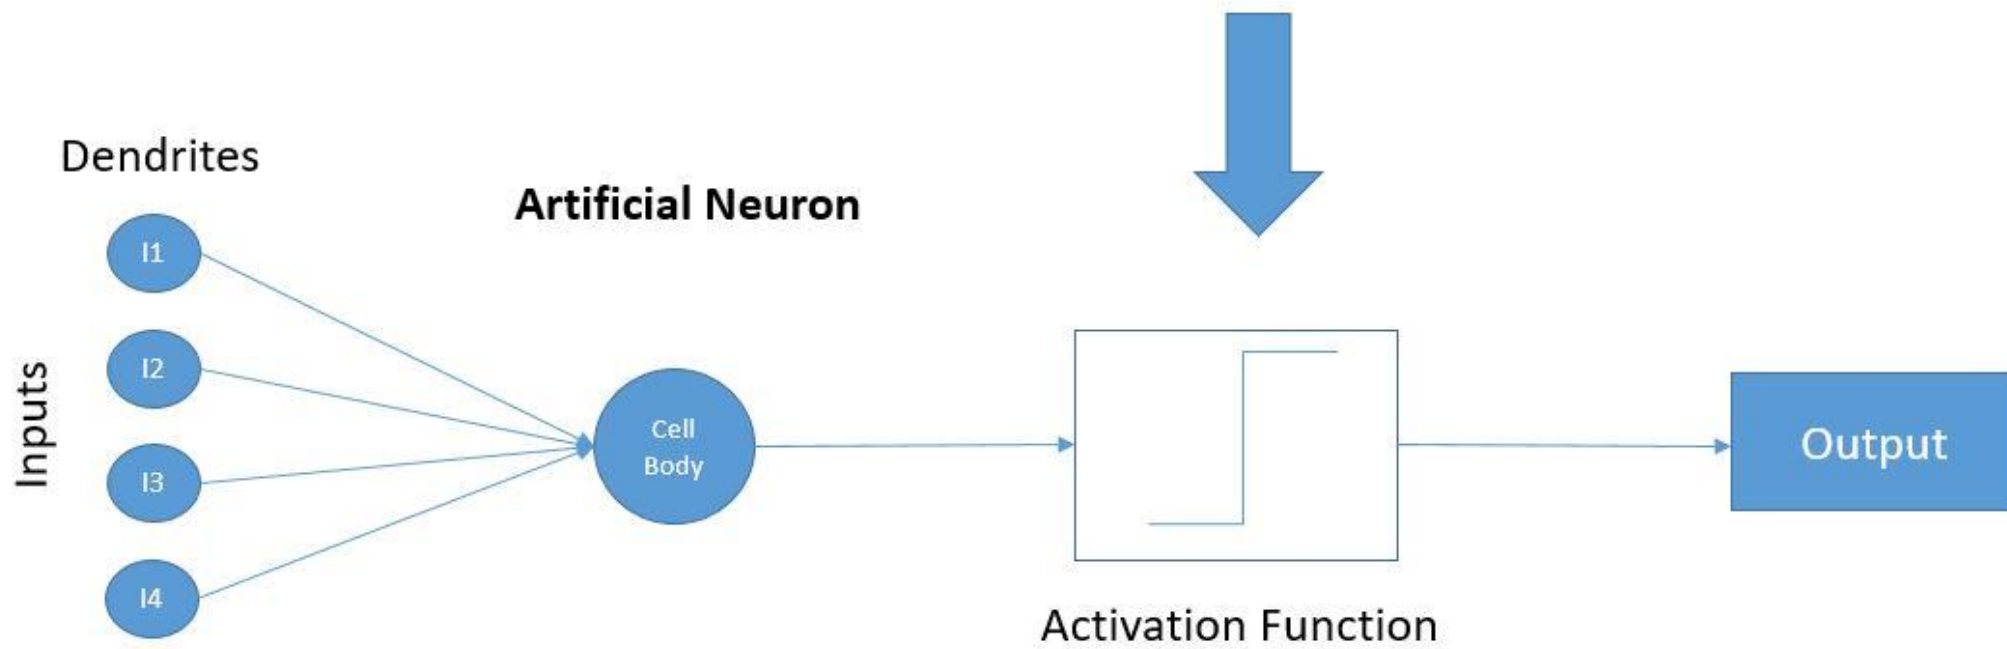 Dendrites
Artificial Neuron
Inputs
I1
I2
I3
I4
Cell
Body
Output
Activation Function